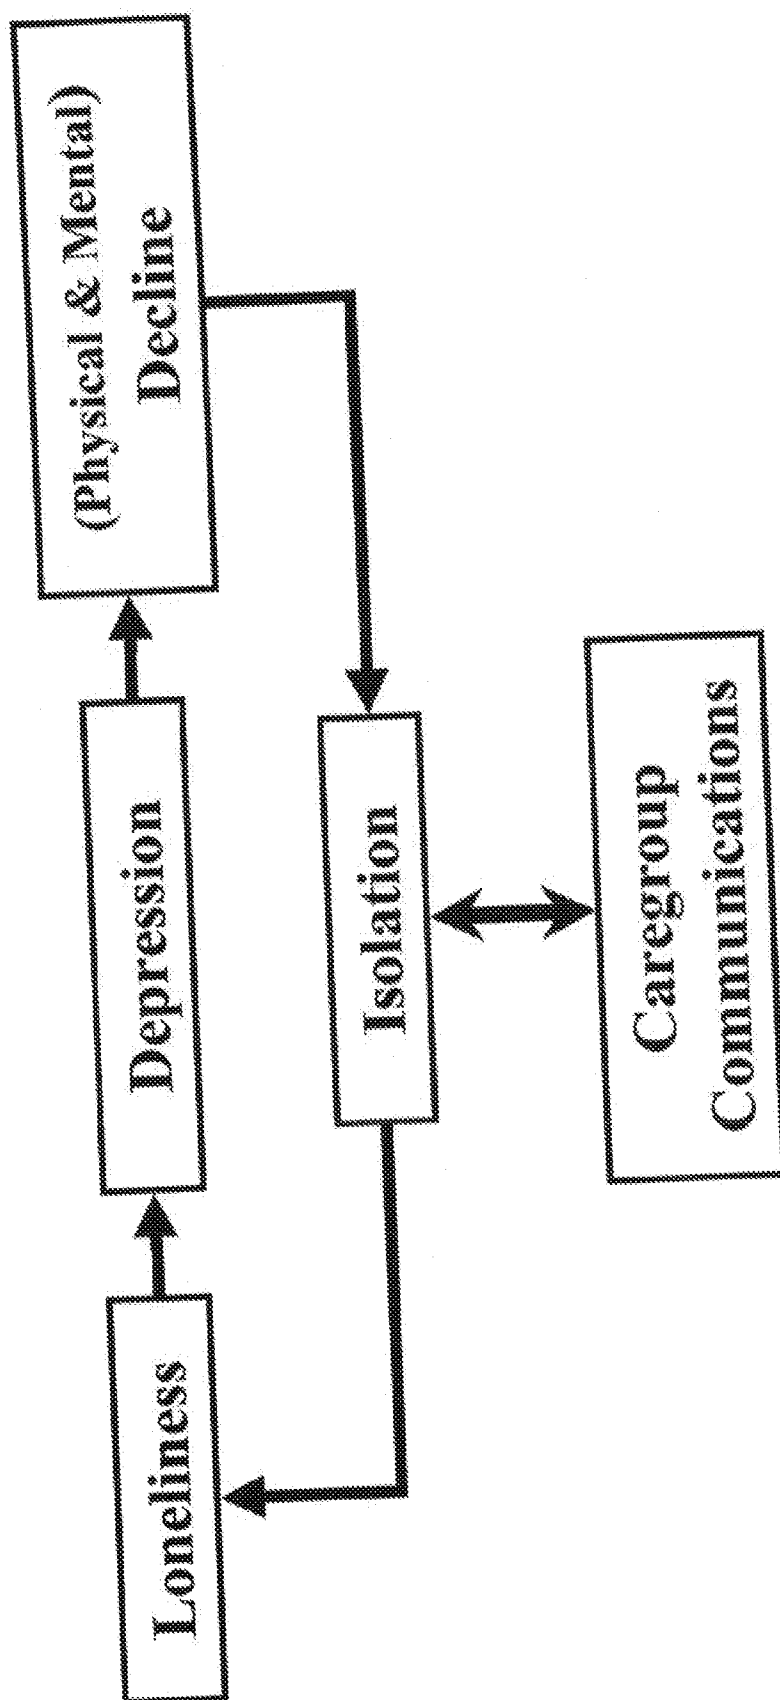 Loneliness
Depression
(Physical & Mental)
Decline
Isolation
Caregroup
Communications